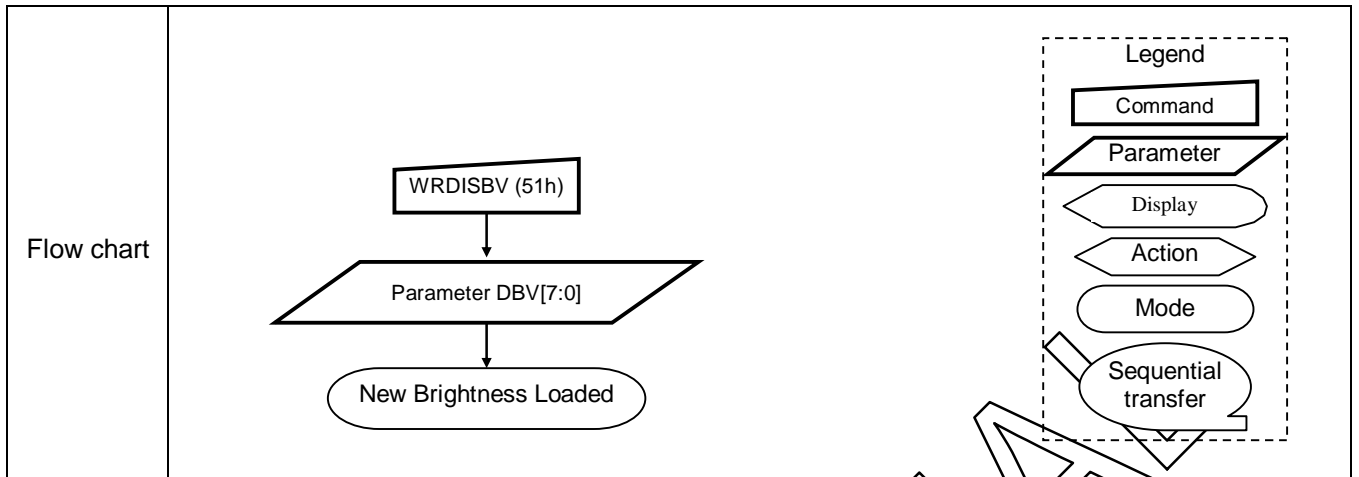 Flow chart
WRDISBV (51h)
Parameter DBV[7:0]
New Brightness Loaded
Legend
Command
Parameter
Display
Action
Mode
Sequential
transfer